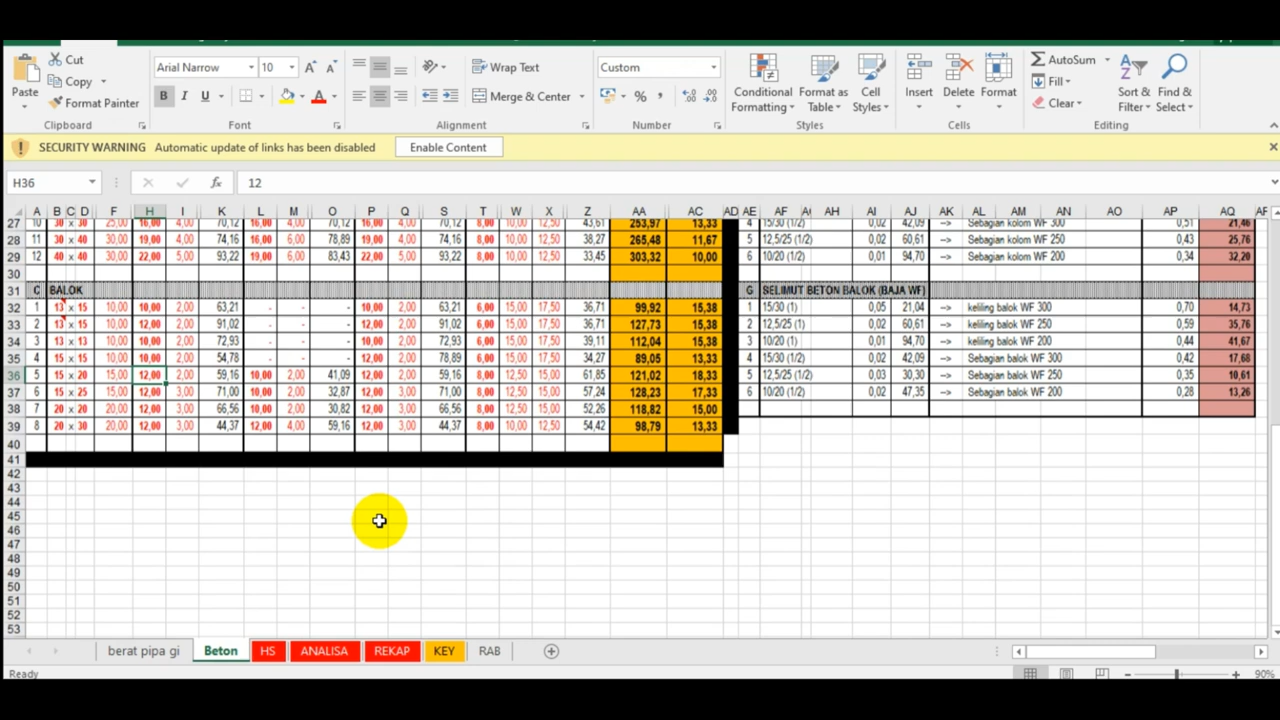 Cut
Copy
Format Painter
Paste
Clipboard
Arial Narrow 10
B I U
Font
Wrap Text
Merge & Center
Alignment
Custom
% ,
Number
Conditional Formatting
Format as Table
Cell Styles
Styles
Insert Delete Format
Cells
AutoSum
Fill
Clear
Sort & Filter
Find & Select
Editing
SECURITY WARNING Automatic update of links has been disabled Enable Content
H36 fx 12
A B C D F H I K L M O P Q S T W X Z AA AC AD AE AF AH AI AJ AK AL AM AN AO AP AQ
27 10 30 x 30 25,00 16,00 4,00 70,12 16,00 4,00 70,12 16,00 4,00 70,12 6,00 10,00 12,50 43,61 253,97 13,33 4 15/30 (1/2) 0,02 42,09 --> Sebagian kolom WF 300 0,51 21,46
28 11 30 x 40 30,00 19,00 4,00 74,16 16,00 6,00 78,89 19,00 4,00 74,16 8,00 10,00 12,50 38,27 265,48 11,67 5 12,5/25 (1/2) 0,02 60,61 --> Sebagian kolom WF 250 0,43 25,76
29 12 40 x 40 30,00 22,00 5,00 93,22 19,00 6,00 83,43 22,00 5,00 93,22 8,00 10,00 12,50 33,45 303,32 10,00 6 10/20 (1/2) 0,01 94,70 --> Sebagian kolom WF 200 0,34 32,20
30
31 C BALOK G SELIMUT BETON BALOK (BAJA WF)
32 1 13 x 15 10,00 10,00 2,00 63,21 - - - 10,00 2,00 63,21 6,00 15,00 17,50 36,71 99,92 15,38 1 15/30 (1) 0,05 21,04 --> keliling balok WF 300 0,70 14,73
33 2 13 x 15 10,00 12,00 2,00 91,02 - - - 12,00 2,00 91,02 6,00 15,00 17,50 36,71 127,73 15,38 2 12,5/25 (1) 0,02 60,61 --> keliling balok WF 250 0,59 35,76
34 3 13 x 13 10,00 10,00 2,00 72,93 - - - 10,00 2,00 72,93 6,00 15,00 17,50 39,11 112,04 15,38 3 10/20 (1) 0,01 94,70 --> keliling balok WF 200 0,44 41,67
35 4 15 x 15 10,00 10,00 2,00 54,78 - - - 12,00 2,00 78,89 6,00 15,00 17,50 34,27 89,05 13,33 4 15/30 (1/2) 0,02 42,09 --> Sebagian balok WF 300 0,42 17,68
36 5 15 x 20 15,00 12,00 2,00 59,16 10,00 2,00 41,09 12,00 2,00 59,16 8,00 15,00 17,50 61,85 121,02 18,33 5 12,5/25 (1/2) 0,03 30,30 --> Sebagian balok WF 250 0,35 10,61
37 6 15 x 25 15,00 12,00 3,00 71,00 10,00 2,00 32,87 12,00 3,00 71,00 8,00 12,50 15,00 57,24 128,23 17,33 6 10/20 (1/2) 0,02 47,35 --> Sebagian balok WF 200 0,28 13,26
38 7 20 x 20 20,00 12,00 3,00 66,56 10,00 2,00 30,82 12,00 3,00 66,56 8,00 12,50 15,00 52,26 118,82 15,00
39 8 20 x 30 20,00 12,00 3,00 44,37 12,00 4,00 59,16 12,00 3,00 44,37 8,00 10,00 12,50 54,42 98,79 13,33
40
41
42
43
44
45
46
47
48
49
50
51
52
53
berat pipa gi Beton HS ANALISA REKAP KEY RAB
Ready 90%